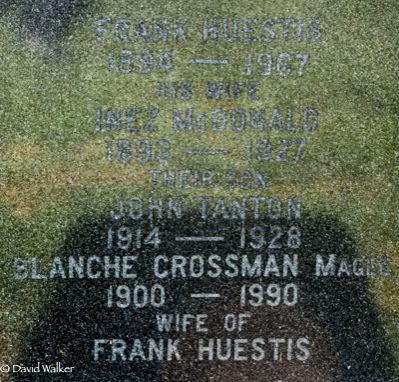 FRANK HUESTIS
1894 — 1967
HIS WIFE
INEZ McDONALD
1893 — 1927
THEIR SON
JOHN TANTON
1914 — 1928
BLANCHE CROSSMAN MAGEE
1900 — 1990
WIFE OF
FRANK HUESTIS
© David Walker